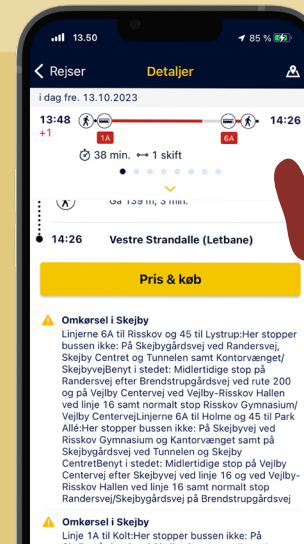 13.50
85 %
Rejser
Detaljer
i dag fre. 13.10.2023
13:48
14:26
+1
1A
6A
38 min. ↔ 1 skift
Gå 139 m, 3 min.
14:26 Vestre Strandalle (Letbane)
Pris & køb
Omkørsel i Skejby
Linjerne 6A til Risskov og 45 til Lystrup:Her stopper
bussen ikke: På Skejbygårdsvej ved Randersvej,
Skejby Centret og Tunnelen samt Kontorvænget/
SkejbyvejBenyt i stedet: Midlertidige stop på
Randersvej efter Brendstrupgårdsvej ved rute 200
og på Vejlby Centervej ved Vejlby-Risskov Hallen
ved linje 16 samt normalt stop Risskov Gymnasium/
Vejlby CentervejLinjerne 6A til Holme og 45 til Park
Allé:Her stopper bussen ikke: På Skejbyvej ved
Risskov Gymnasium og Kantorvænget samt på
Skejbygårdsvej ved Tunnelen og Skejby
CentretBenyt i stedet: Midlertidige stop på Vejlby
Centervej efter Skejbyvej ved linje 16 og ved Vejlby-
Risskov Hallen ved linje 16 samt normalt stop
Randersvej/Skejbygårdsvej på Brendstrupgårdsvej
Omkørsel i Skejby
Linje 1A til Kolt:Her stopper bussen ikke: På